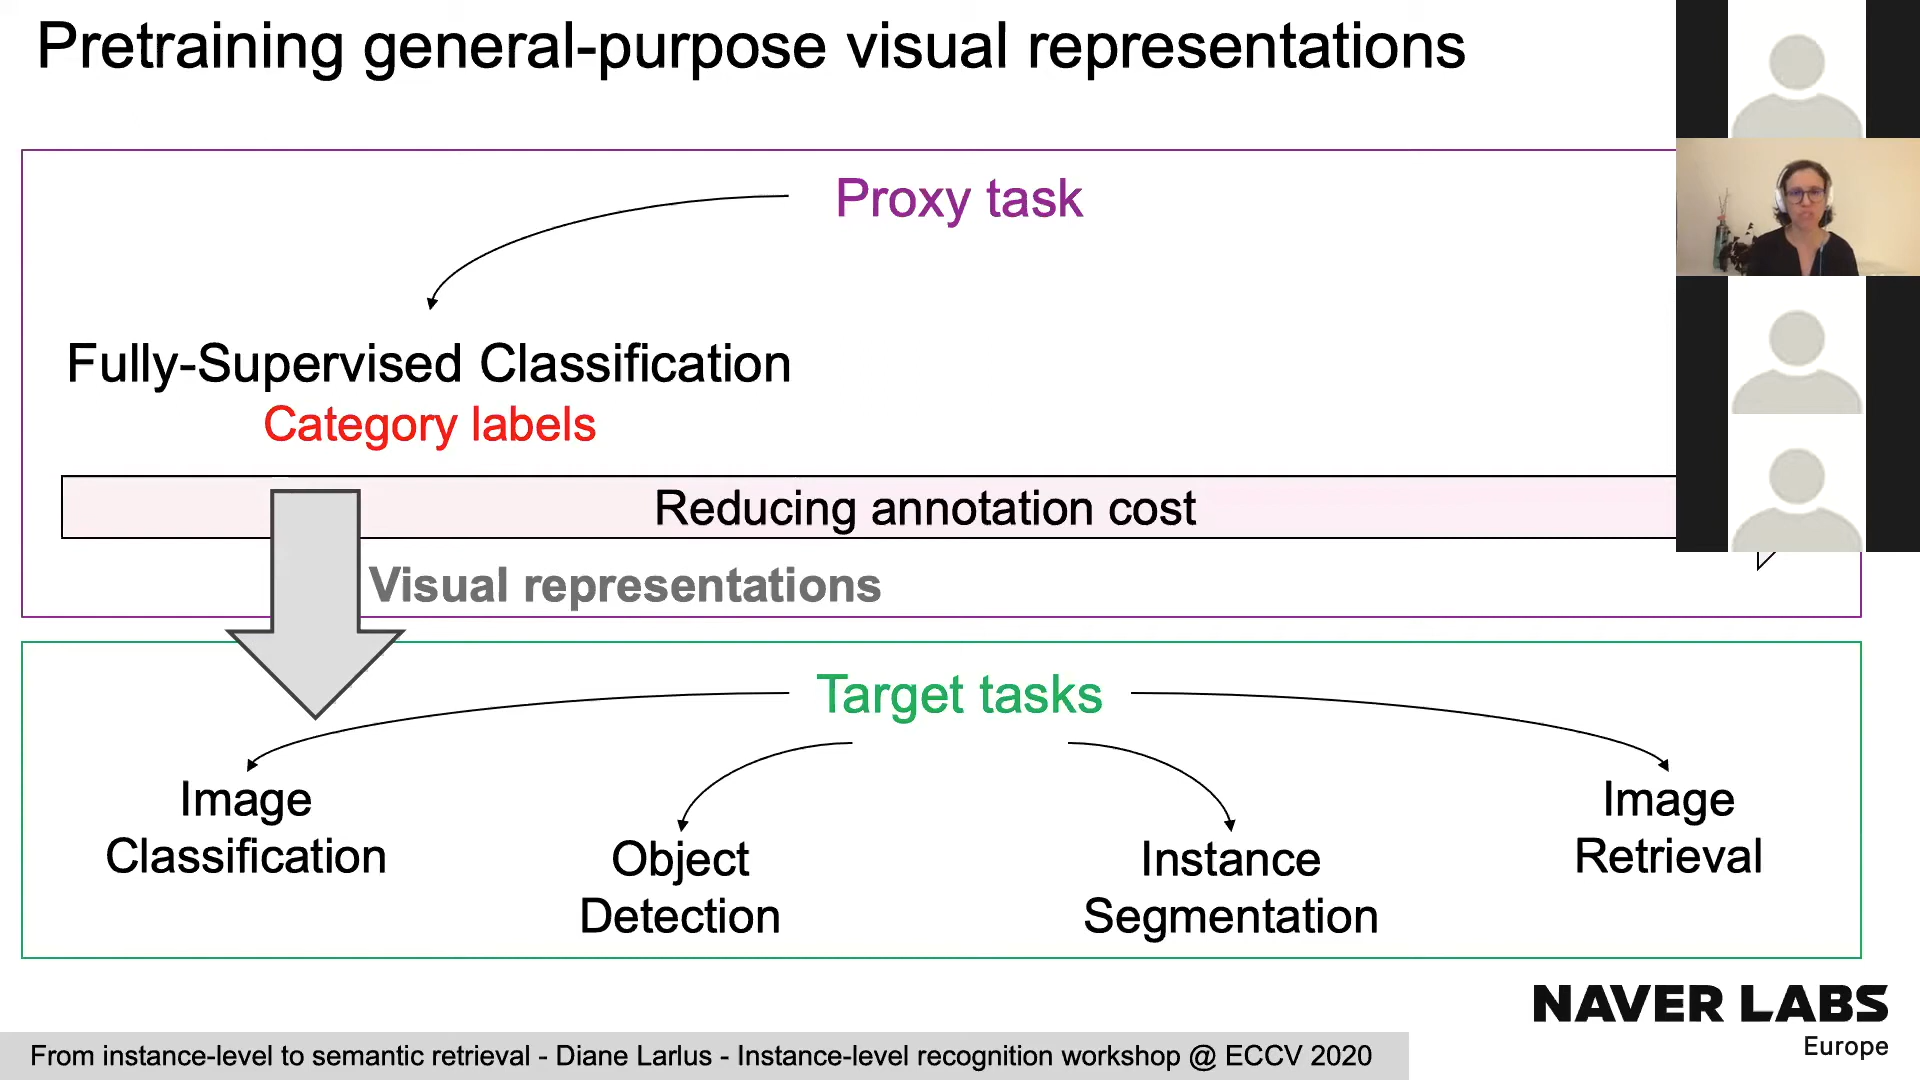 Pretraining general-purpose visual representations
Proxy task
Fully-Supervised Classification
Category labels
Reducing annotation cost
Visual representations
Target tasks
Image
Classification
Object
Detection
Instance
Segmentation
Image
Retrieval
NAVER LABS
Europe
From instance-level to semantic retrieval - Diane Larlus - Instance-level recognition workshop @ ECCV 2020